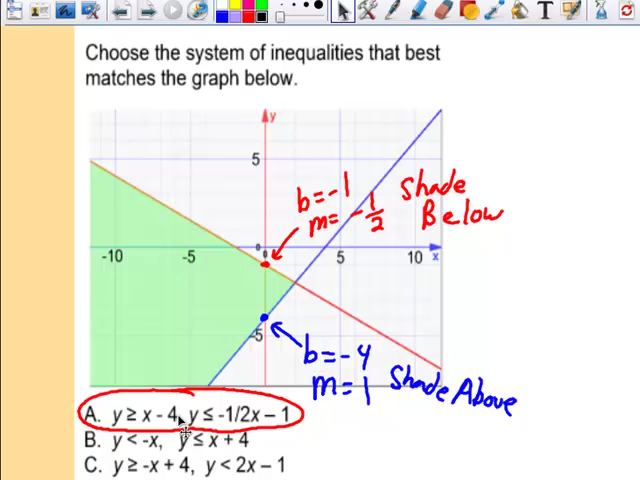 Choose the system of inequalities that best
matches the graph below.
y
5
b = -1
m = -1/2
Shade
Below
-10
-5
0
0
5
10
x
-5
b = -4
m = 1
Shade Above
A. y ≥ x - 4, y ≤ -1/2x – 1
B. y < -x, y ≤ x + 4
C. y ≥ -x + 4, y < 2x – 1